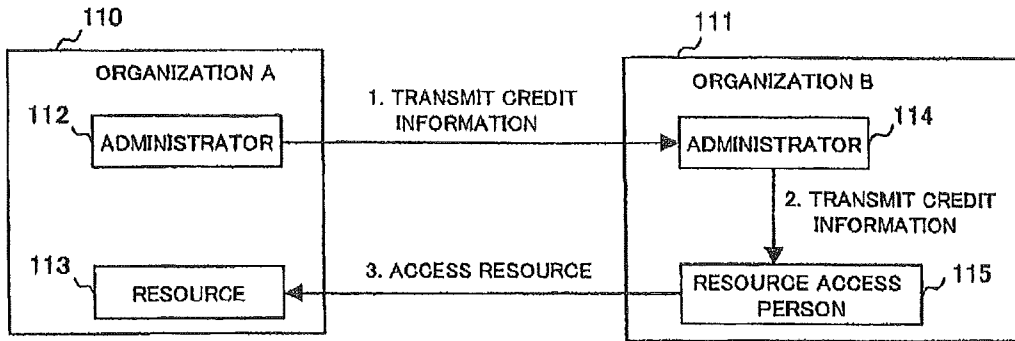 110
111
ORGANIZATION A
ORGANIZATION B
1. TRANSMIT CREDIT
INFORMATION
112
ADMINISTRATOR
ADMINISTRATOR
114
2. TRANSMIT CREDIT
INFORMATION
113
RESOURCE
3. ACCESS RESOURCE
RESOURCE ACCESS
PERSON
115